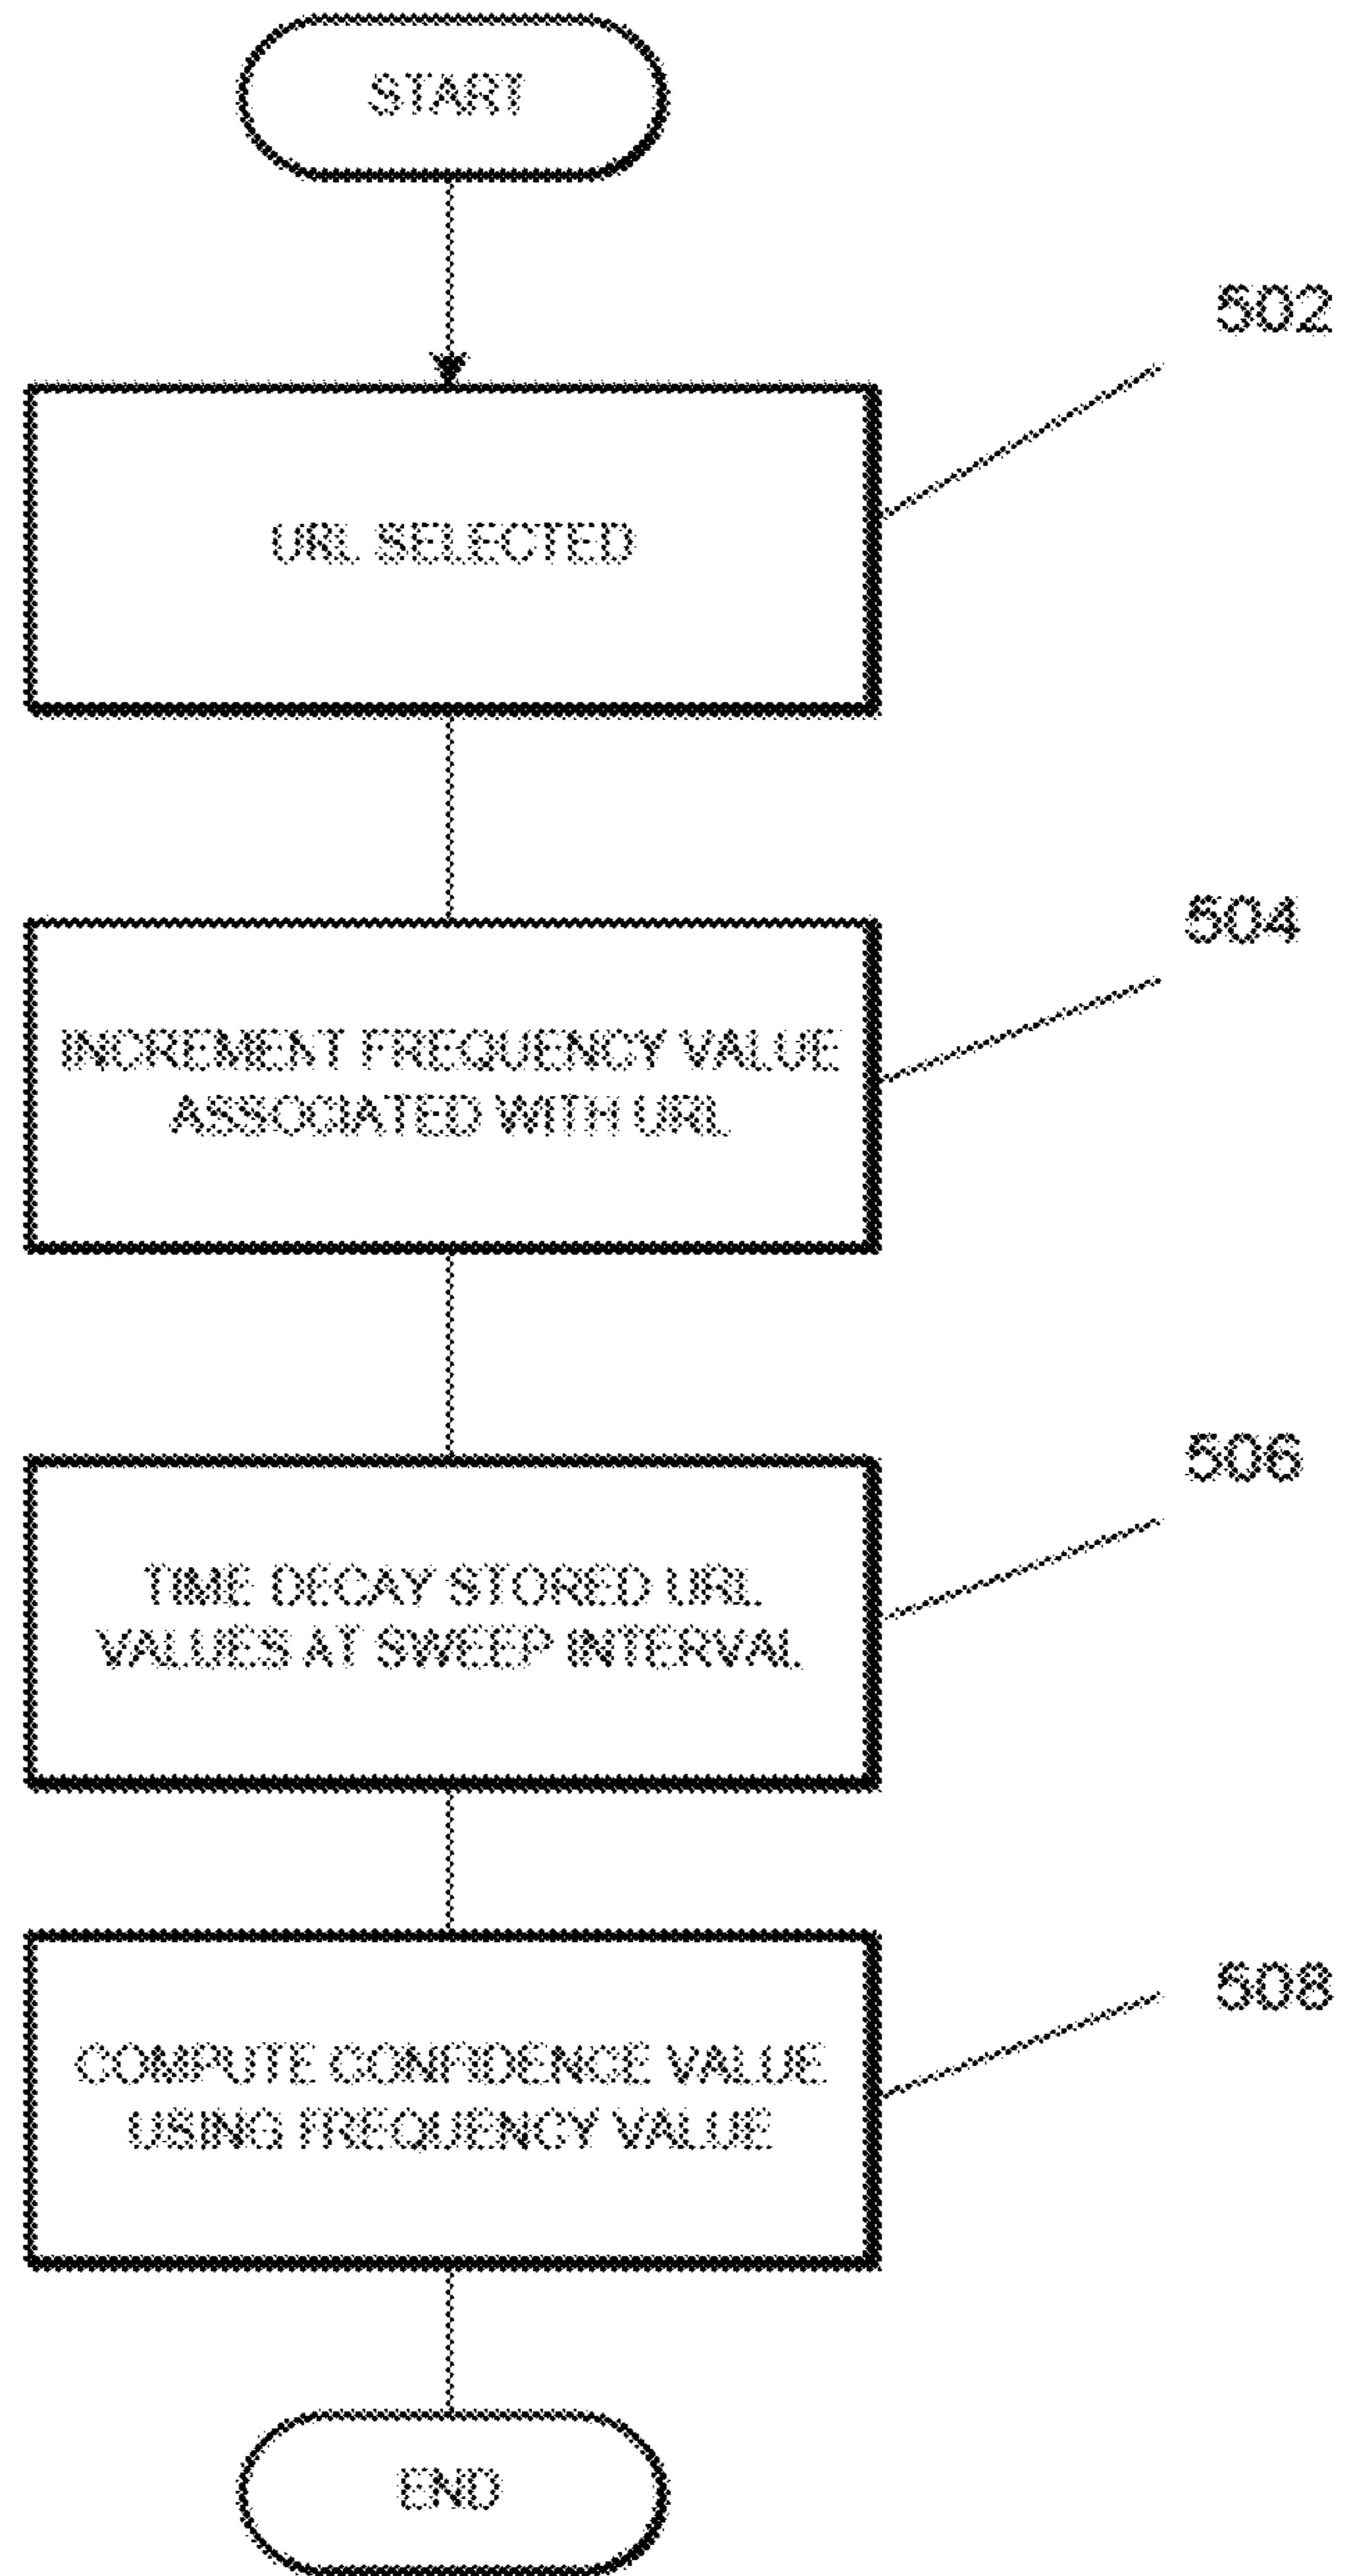 START
502
URL SELECTED
504
INCREMENT FREQUENCY VALUE
ASSOCIATED WITH URL
506
TIME DECAY STORED URL
VALUES AT SWEEP INTERVAL
508
COMPUTE CONFIDENCE VALUE
USING FREQUENCY VALUE
END